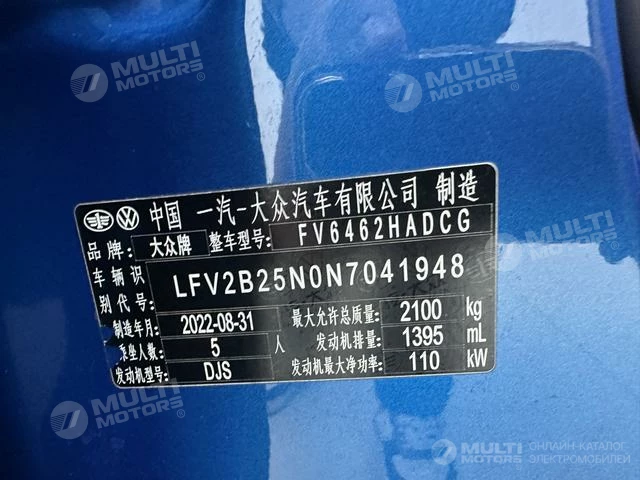 MULTI MOTORS
MULTI MOTORS
中国 一汽-大众汽车有限公司 制造
品牌: 大众牌 整车型号: FV6462HADCG
车辆识别代号: LFV2B25N0N7041948
制造年月: 2022-08-31 最大允许总质量: 2100 kg
乘坐人数: 5 人 发动机排量: 1395 mL
发动机型号: DJS 发动机最大净功率: 110 kW
MULTI MOTORS
MULTI MOTORS
MULTI MOTORS ОНЛАЙН-КАТАЛОГ ЭЛЕКТРОМОБИЛЕЙ